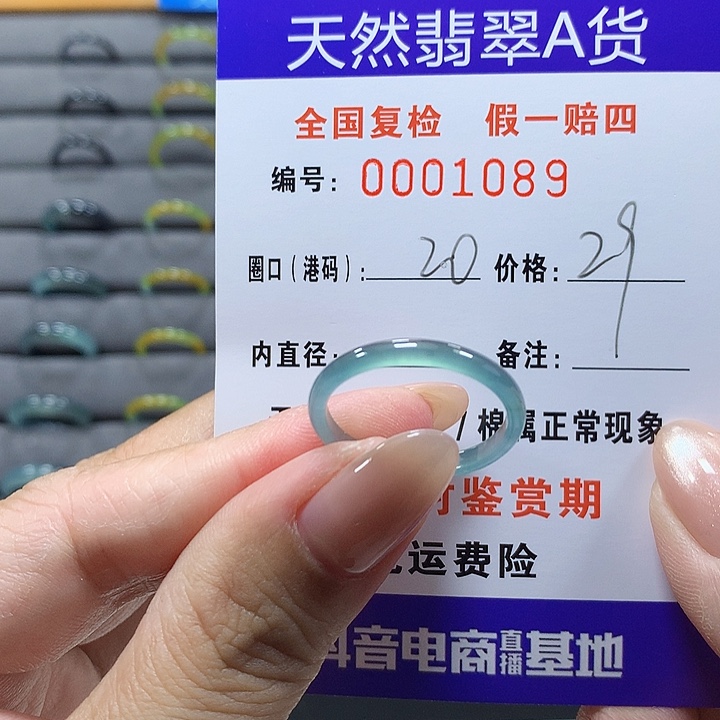 天然翡翠A货
全国复检 假一赔四
编号: 0001089
圈口(港码): 20 价格: 29
内直径: 备注:
/棉属正常现象
时鉴赏期
运费险
抖音电商直播基地